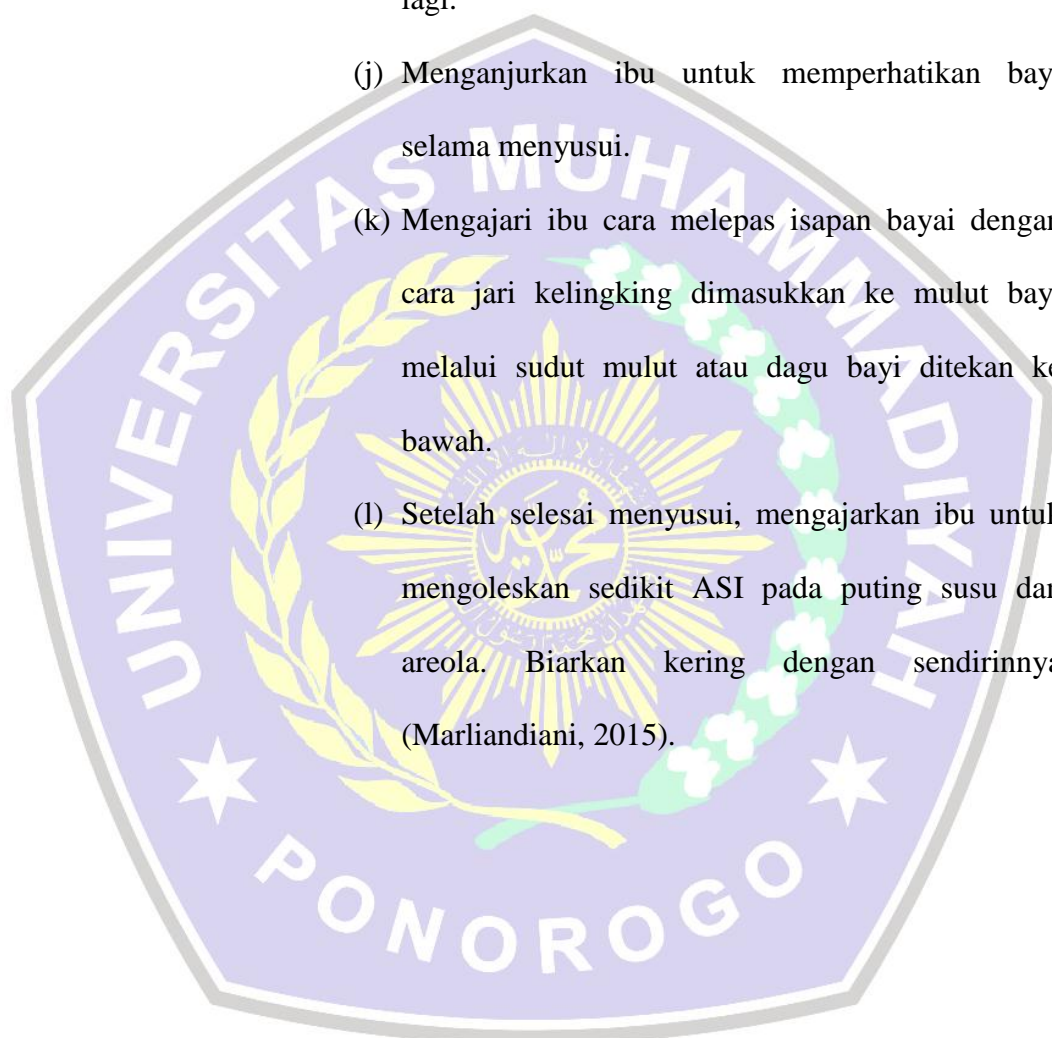 lagi.
(j) Menganjurkan ibu untuk memperhatikan bay
selama menyusui.
(k) Mengajari ibu cara melepas isapan bayai dengan
cara jari kelingking dimasukkan ke mulut bay
melalui sudut mulut atau dagu bayi ditekan ke
bawah.
(l) Setelah selesai menyusui, mengajarkan ibu untuk
mengoleskan sedikit ASI pada puting susu dan
areola. Biarkan kering dengan sendirinnya
(Marliandiani, 2015).
UNIVERSITAS MUHAMMADIYAH
PONOROGO